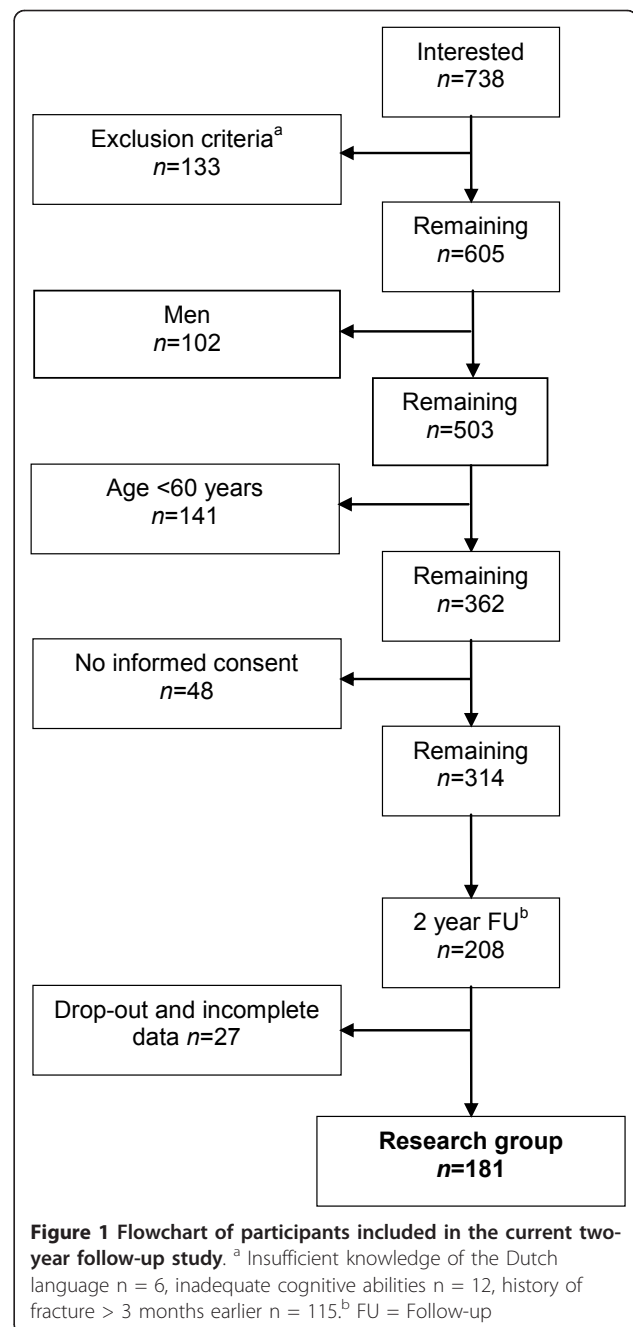 Interested
n=738
Exclusion criteriaᵃ
n=133
Remaining
n=605
Men
n=102
Remaining
n=503
Age <60 years
n=141
Remaining
n=362
No informed consent
n=48
Remaining
n=314
2 year FUᵇ
n=208
Drop-out and incomplete
data n=27
Research group
n=181
Figure 1 Flowchart of participants included in the current two-
year follow-up study. ᵃ Insufficient knowledge of the Dutch
language n = 6, inadequate cognitive abilities n = 12, history of
fracture > 3 months earlier n = 115.ᵇ FU = Follow-up